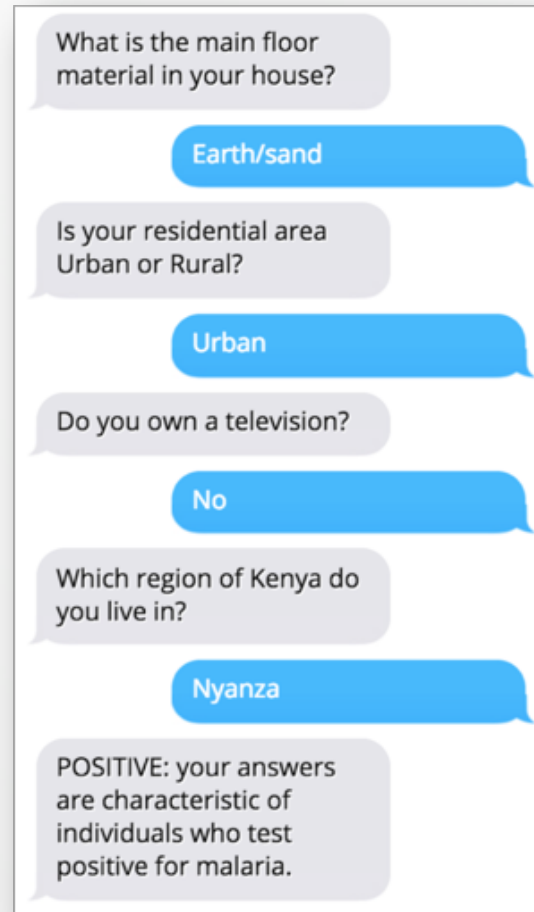 What is the main floor
material in your house?
Earth/sand
Is your residential area
Urban or Rural?
Urban
Do you own a television?
No
Which region of Kenya do
you live in?
Nyanza
POSITIVE: your answers
are characteristic of
individuals who test
positive for malaria.